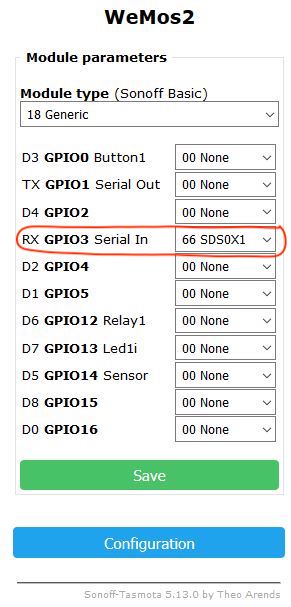 WeMos2
Module parameters
Module type (Sonoff Basic)
18 Generic
D3 GPIO0 Button1 00 None
TX GPIO1 Serial Out 00 None
D4 GPIO2 00 None
RX GPIO3 Serial In 66 SDS0X1
D2 GPIO4 00 None
D1 GPIO5 00 None
D6 GPIO12 Relay1 00 None
D7 GPIO13 Led1i 00 None
D5 GPIO14 Sensor 00 None
D8 GPIO15 00 None
D0 GPIO16 00 None
Save
Configuration
Sonoff-Tasmota 5.13.0 by Theo Arends